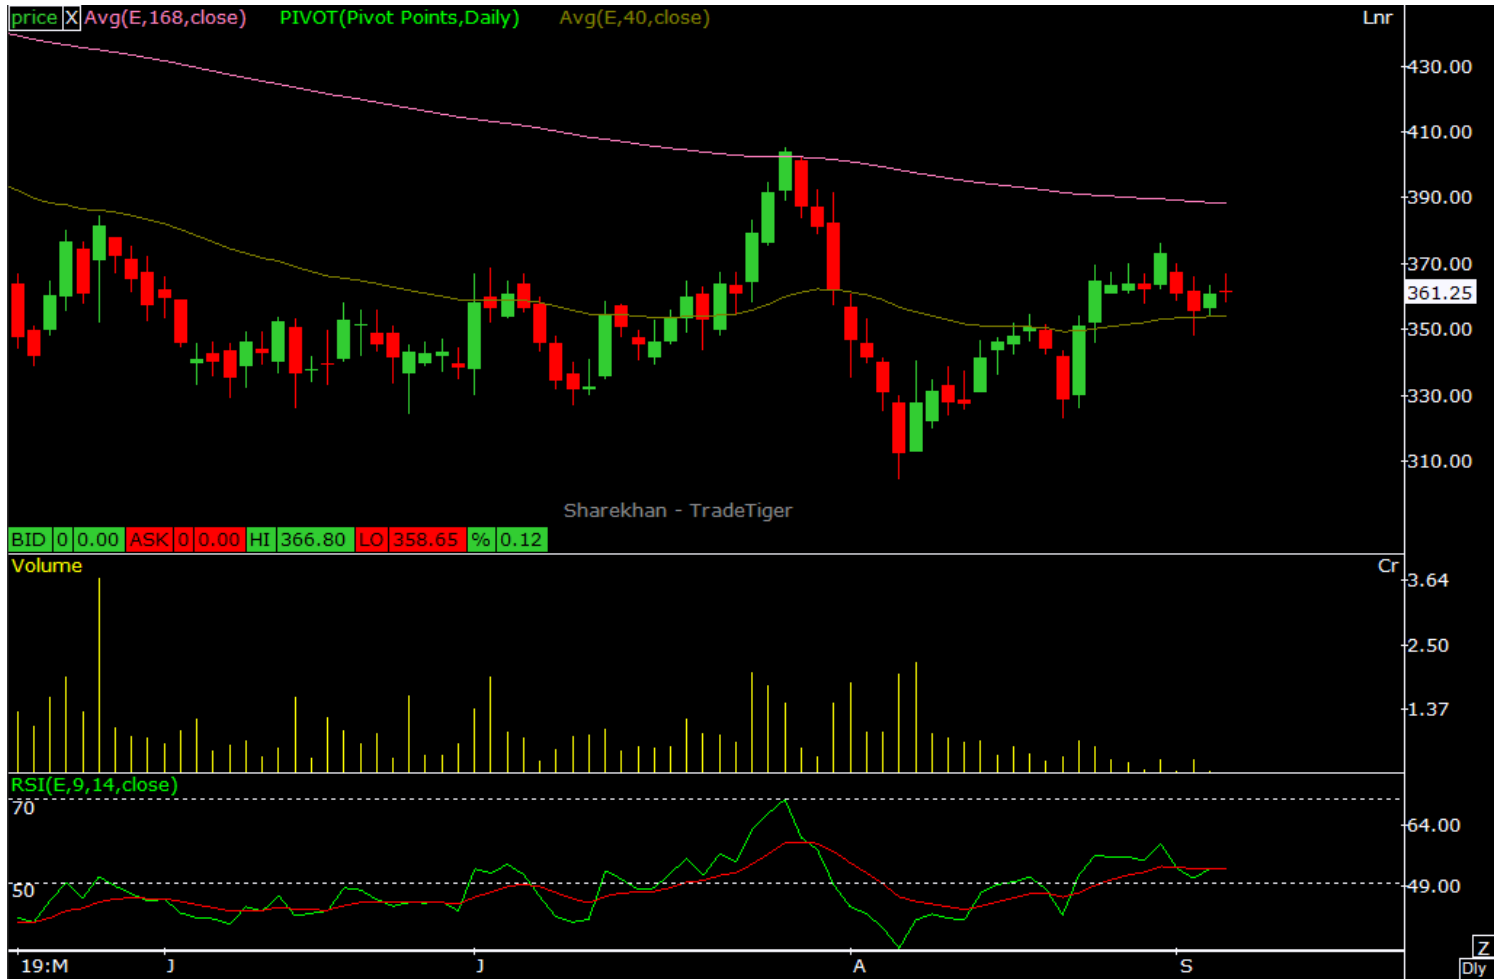 price X Avg(E,168,close) PIVOT(Pivot Points,Daily) Avg(E,40,close) Lnr
430.00
410.00
390.00
370.00
361.25
350.00
330.00
310.00
Sharekhan - TradeTiger
BID 0 0.00 ASK 0 0.00 HI 366.80 LO 358.65 % 0.12
Volume Cr
3.64
2.50
1.37
RSI(E,9,14,close)
70
64.00
50
49.00
Z
19:M J J A S Dly